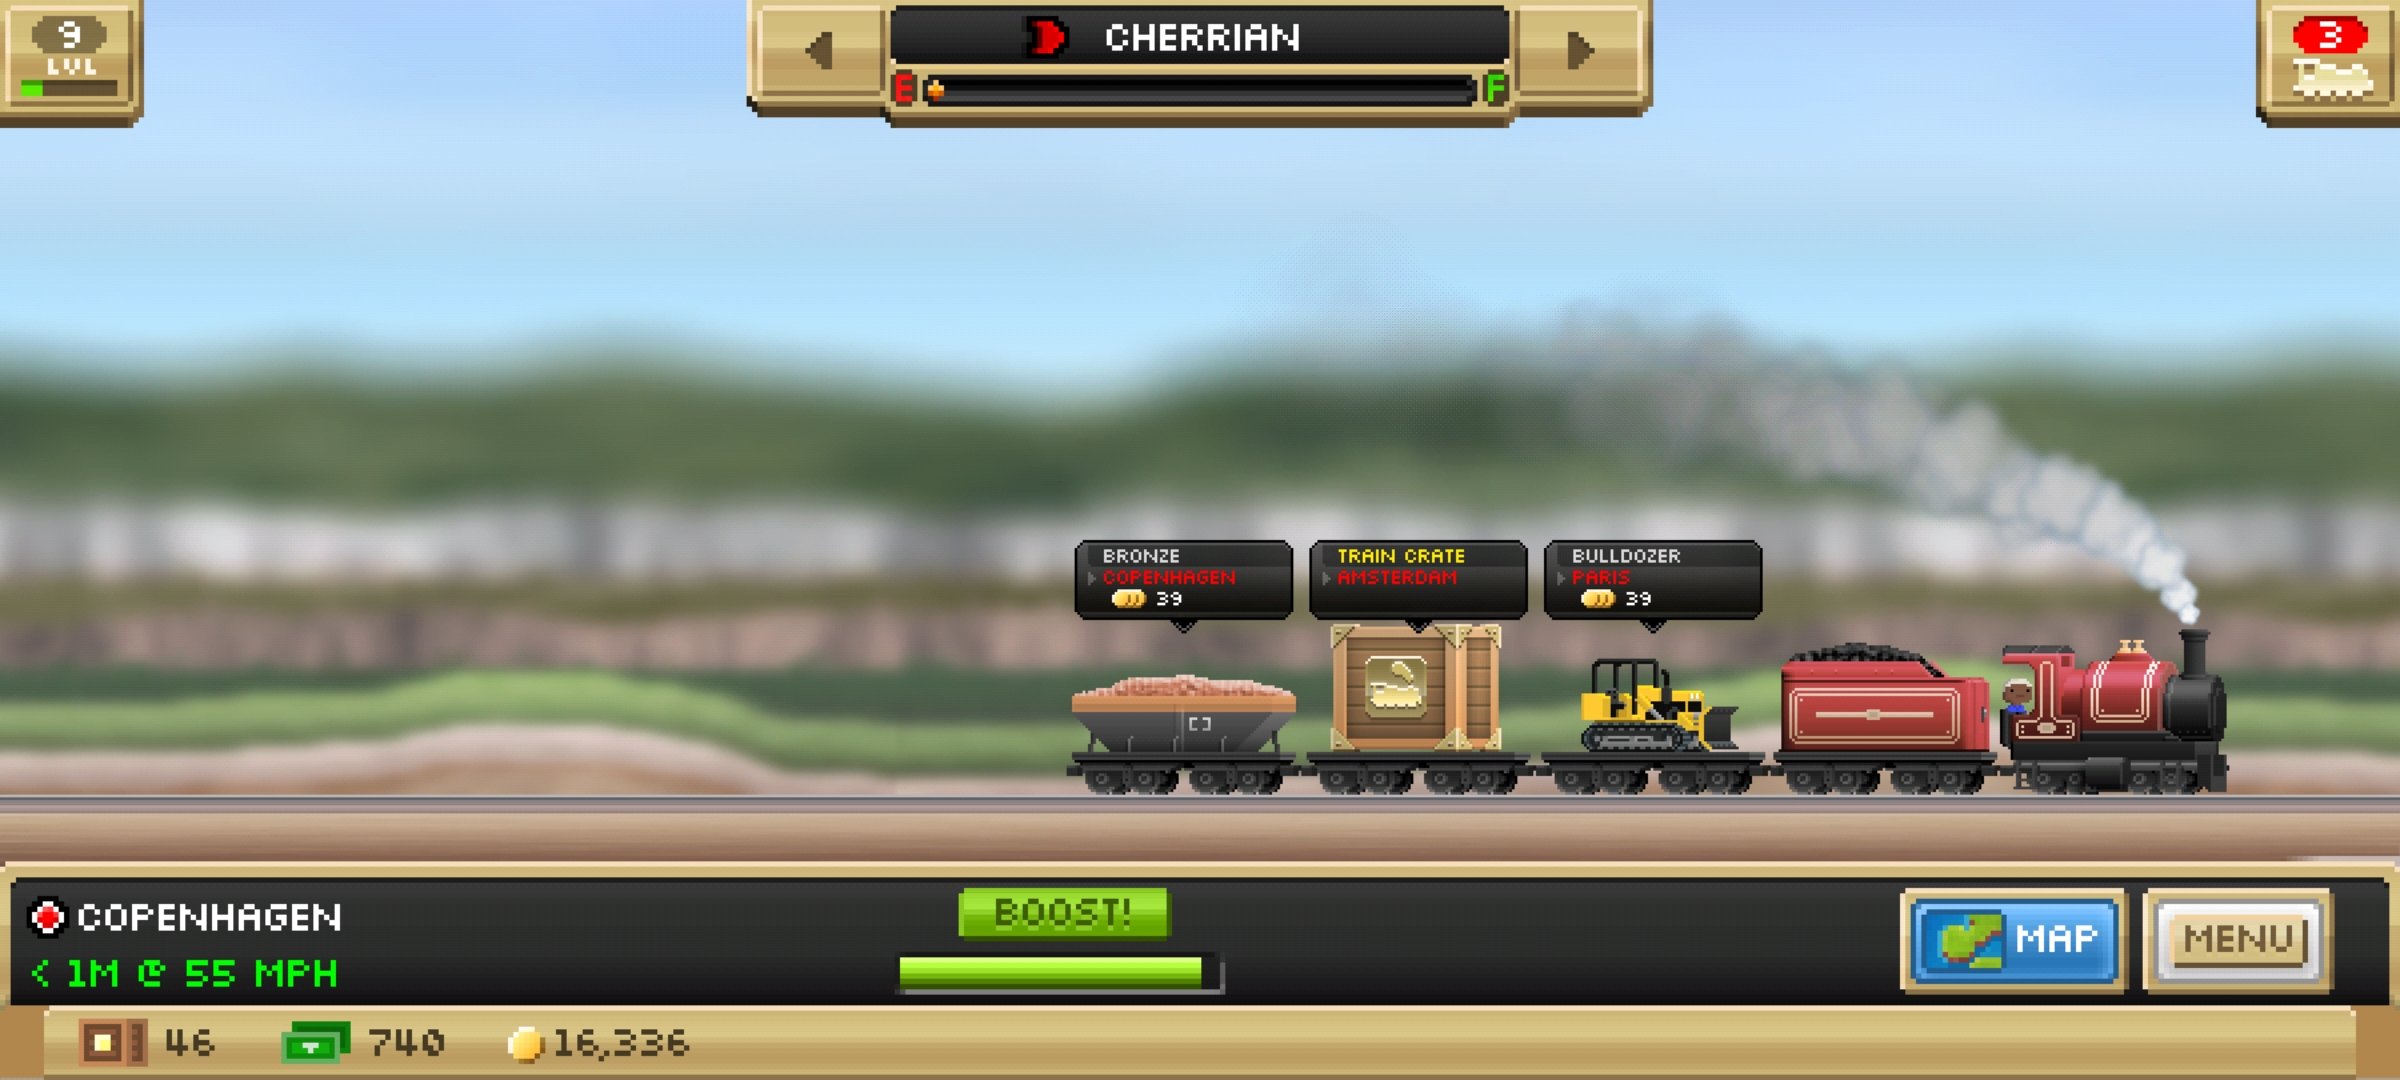 9
LVL
CHERRIAN
E
F
3
BRONZE
COPENHAGEN
39
TRAIN CRATE
AMSTERDAM
BULLDOZER
PARIS
39
COPENHAGEN
< 1M @ 55 MPH
BOOST!
MAP
MENU
46
740
16,336